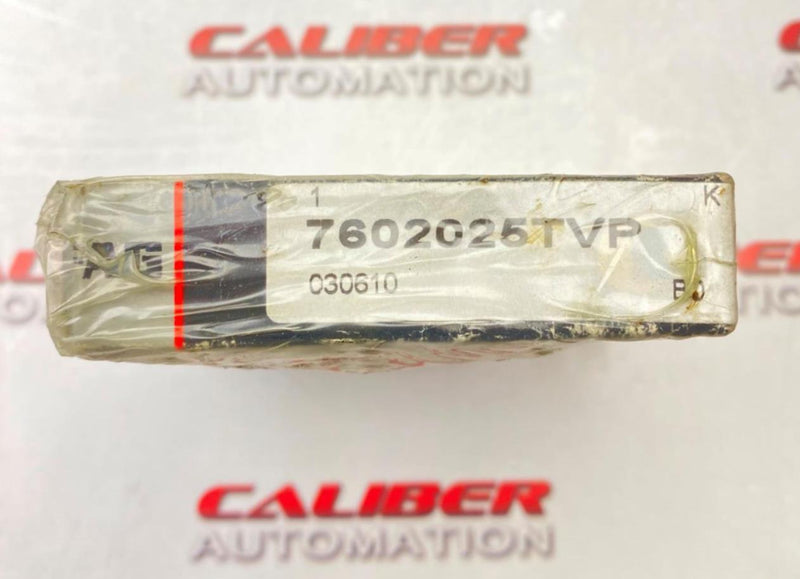 CALIBER
AUTOMATION
1 K
7602025TVP
030610
CALIBER
AUTOMATION